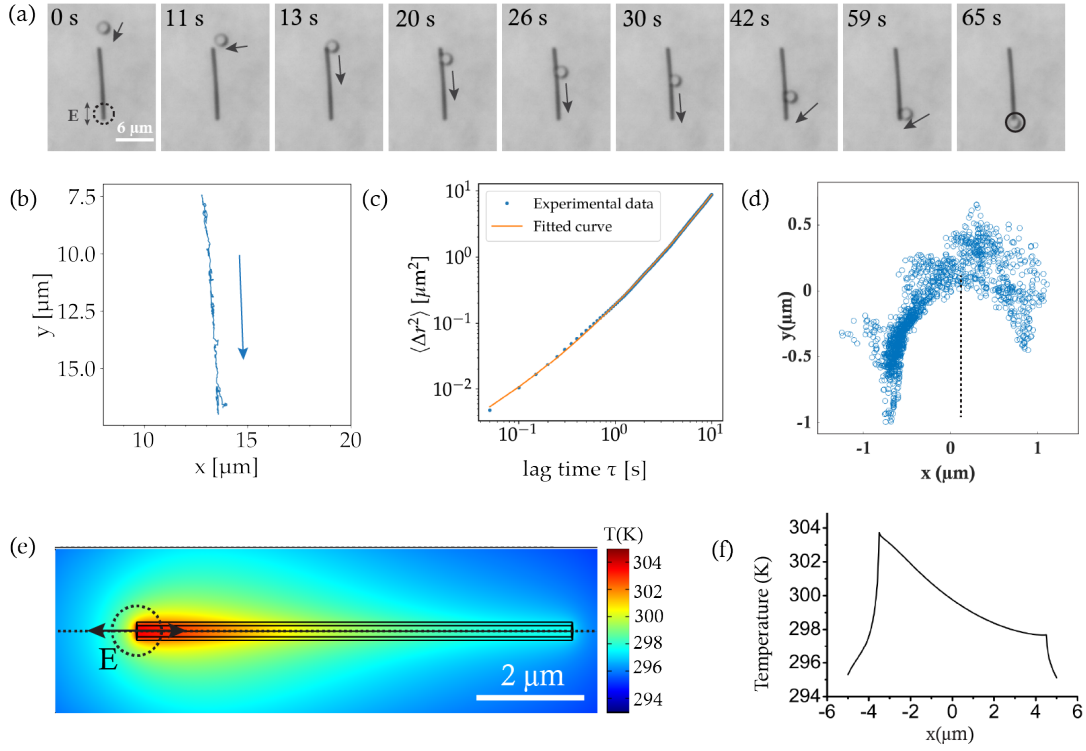 (a)
0 s 11 s 13 s 20 s 26 s 30 s 42 s 59 s 65 s
E
6 µm
(b)
7.5
10.0
12.5
15.0
y [µm]
10 15 20
x [µm]
(c)
10¹
10⁰
10⁻¹
10⁻²
⟨Δr²⟩ [µm²]
Experimental data
Fitted curve
10⁻¹ 10⁰ 10¹
lag time τ [s]
(d)
0.5
0
-0.5
-1
y(µm)
-1 0 1
x (µm)
(e)
E
2 µm
T(K)
304
302
300
298
296
294
(f)
304
302
300
298
296
294
Temperature (K)
-6 -4 -2 0 2 4 6
x(µm)